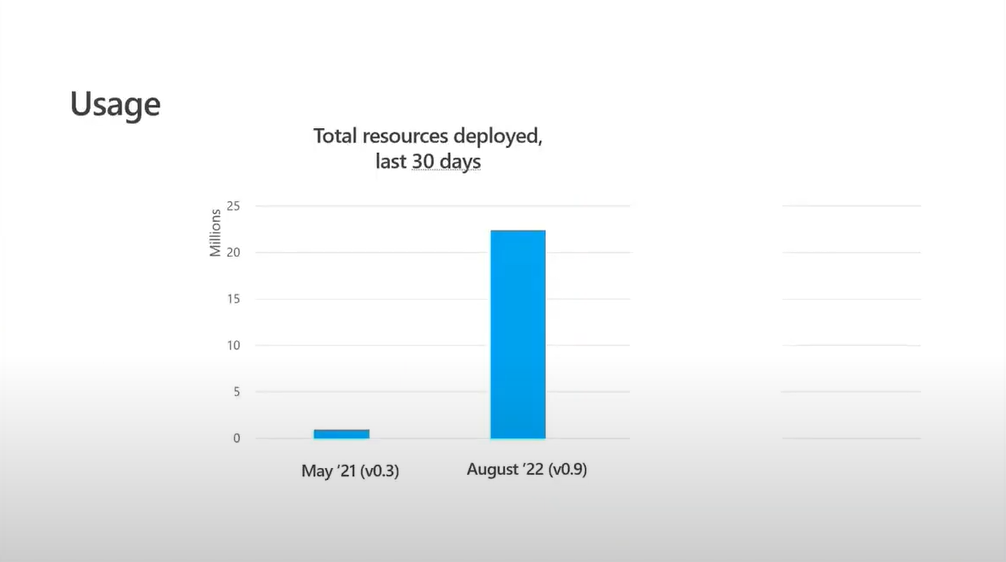 Usage
Total resources deployed,
last 30 days
Millions
25
20
15
10
5
0
May '21 (v0.3)
August '22 (v0.9)